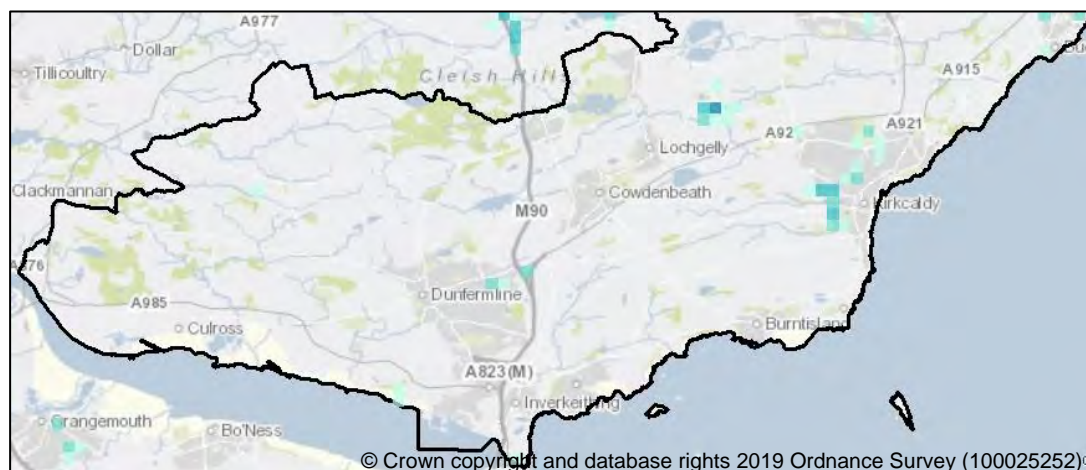 A977
Dollar
Tillicoultry
Cleish Hill
A915
A921
A92
Lochgelly
Clackmannan
Cowdenbeath
M90
Kirkcaldy
Dunfermline
A985
Culross
Burntisland
A823(M)
Inverkeithing
Grangemouth
Bo'Ness
© Crown copyright and database rights 2019 Ordnance Survey (100025252)